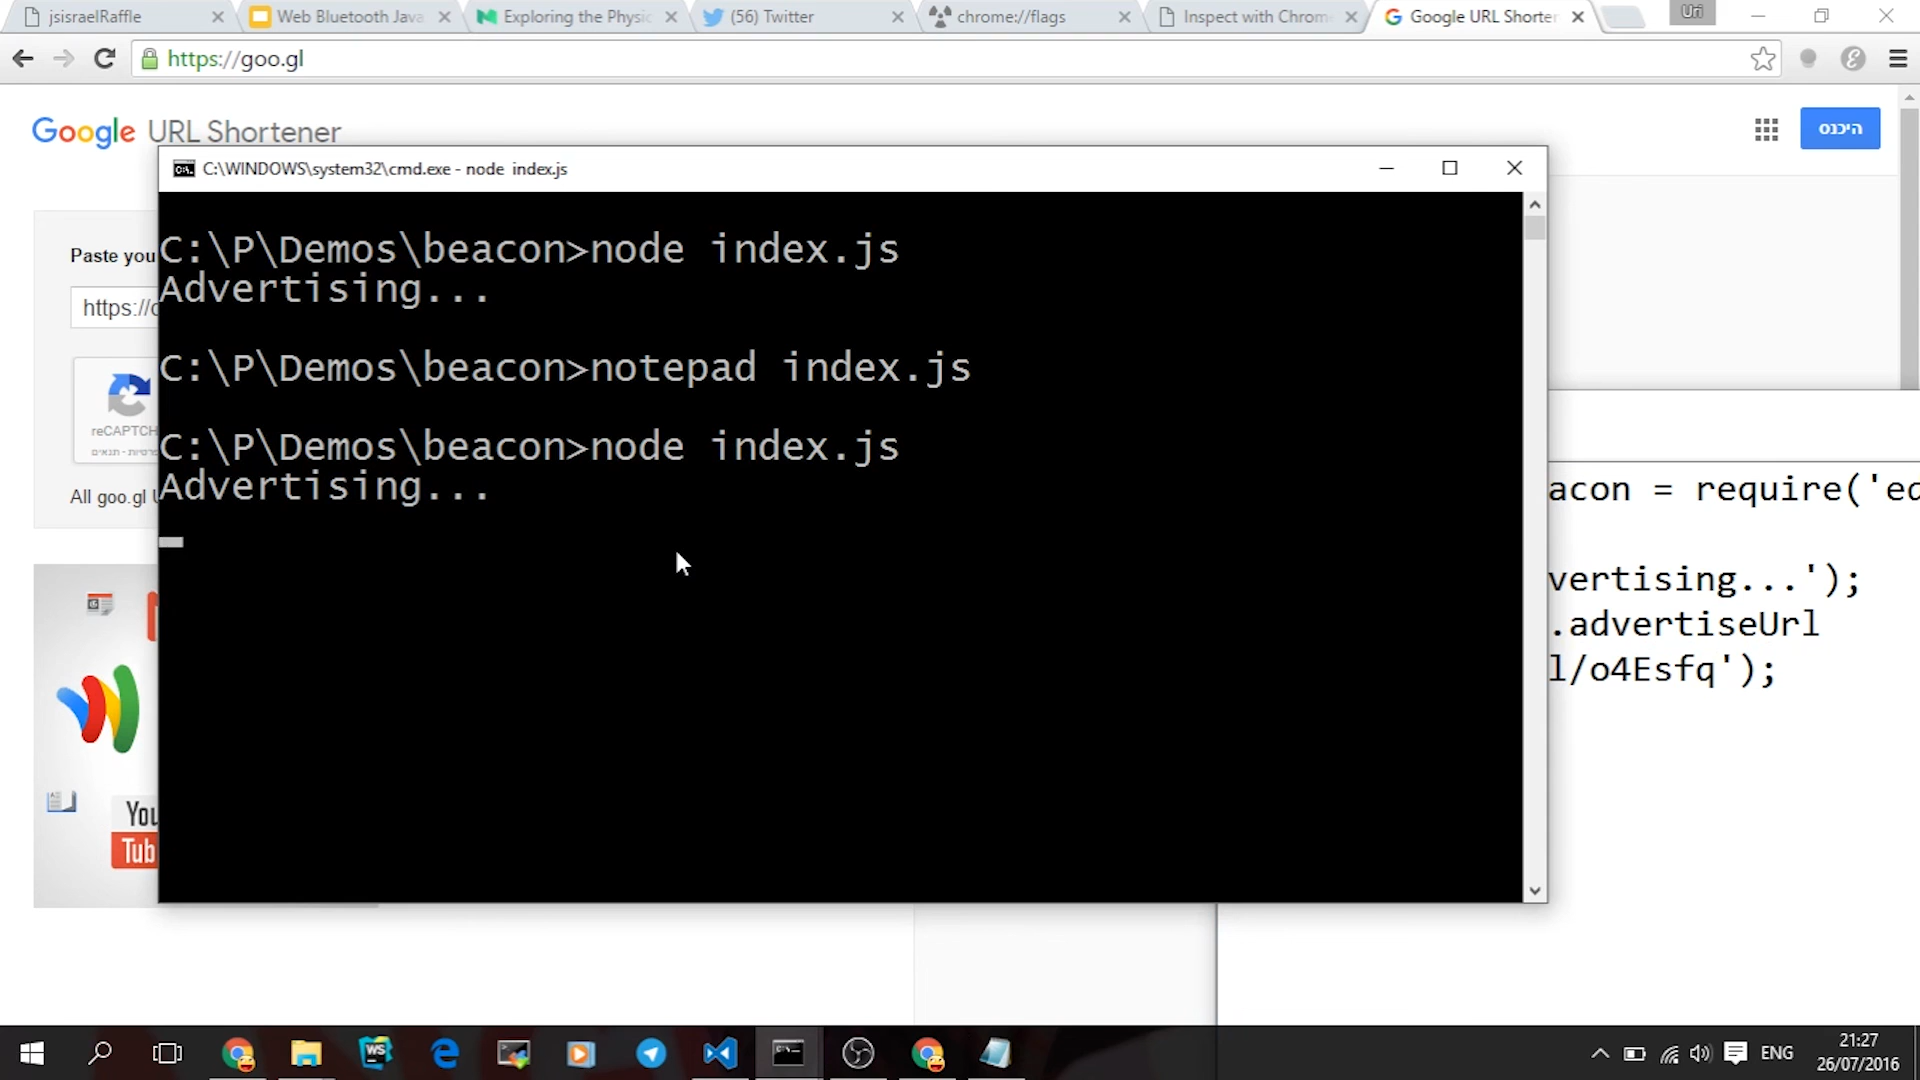 jsisraelRaffle
Web Bluetooth Java
Exploring the Physic
(56) Twitter
chrome://flags
Inspect with Chrom
Google URL Shorter
Uri
https://goo.gl
Google URL Shortener
היכנס
C:\WINDOWS\system32\cmd.exe - node index.js
C:\P\Demos\beacon>node index.js
Advertising...
C:\P\Demos\beacon>notepad index.js
C:\P\Demos\beacon>node index.js
Advertising...
Paste you
https://
reCAPTCH
פרטיות - תנאים
All goo.gl
You
Tub
acon = require('ed
vertising...');
.advertiseUrl
l/o4Esfq');
WS
ENG
21:27
26/07/2016